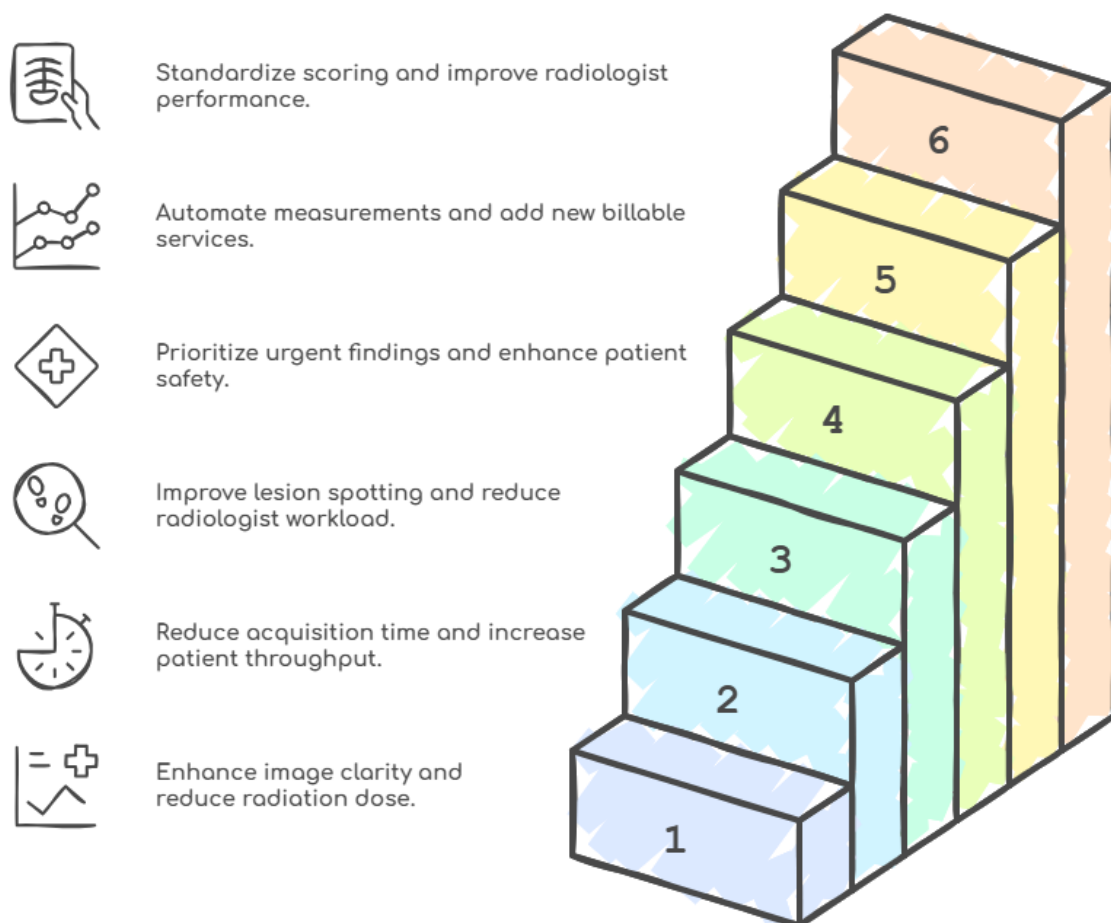 Standardize scoring and improve radiologist
performance.
6
Automate measurements and add new billable
services.
5
Prioritize urgent findings and enhance patient
safety.
4
Improve lesion spotting and reduce
radiologist workload.
3
Reduce acquisition time and increase
patient throughput.
2
Enhance image clarity and
reduce radiation dose.
1